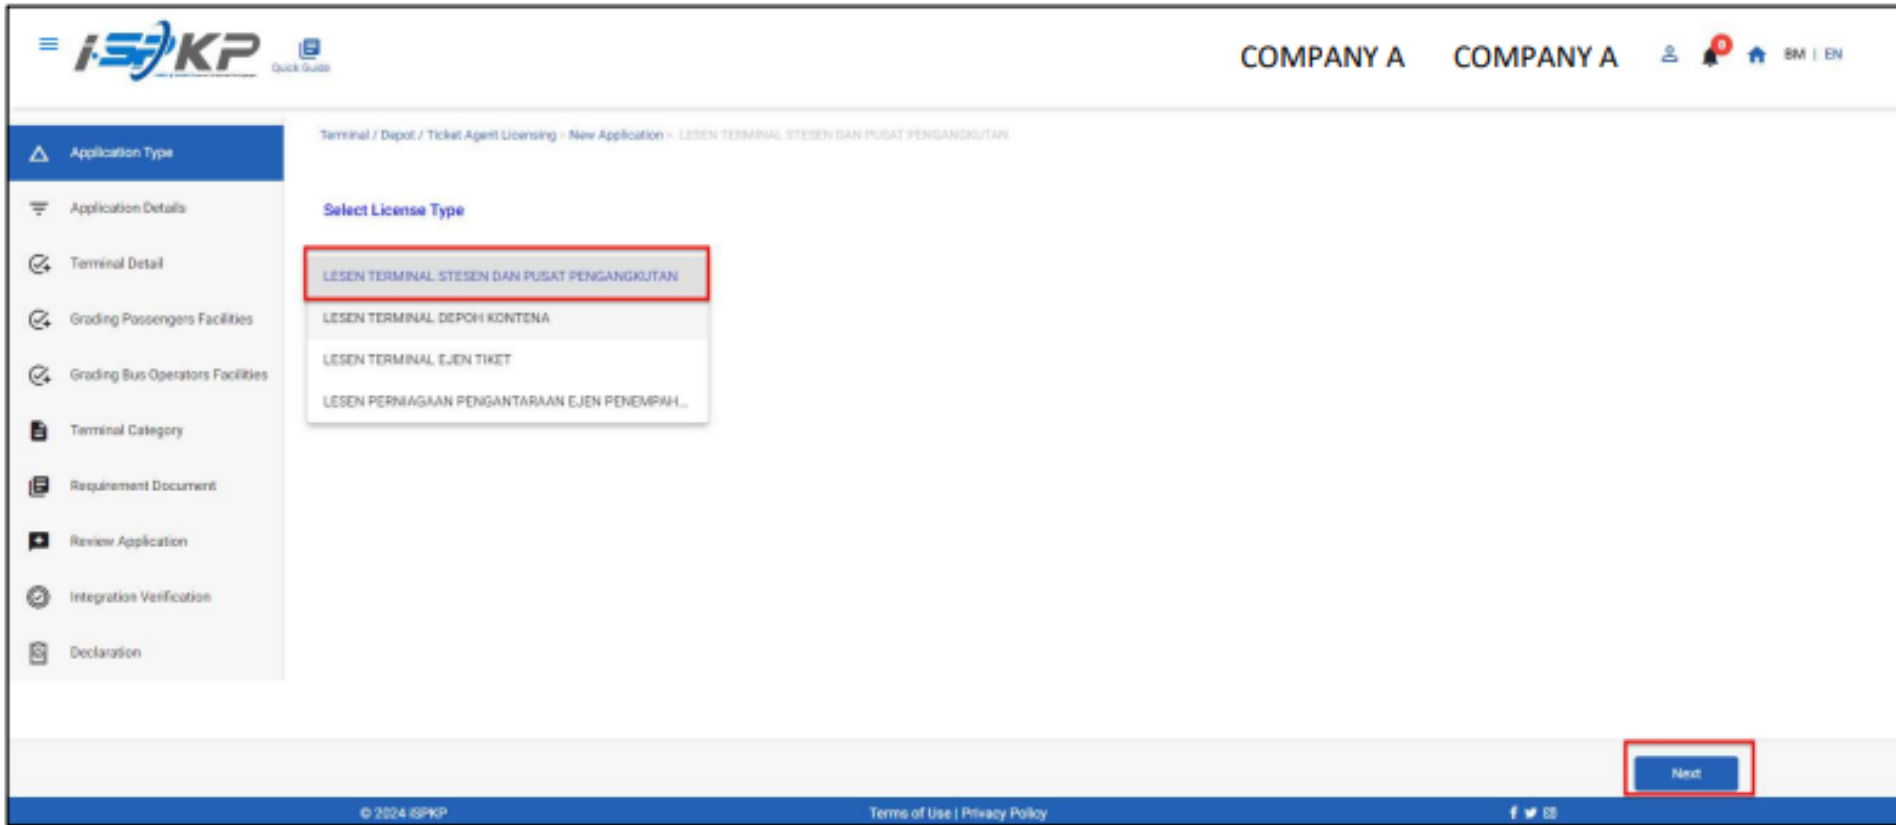 iSPKP
Quick Guide
COMPANY A COMPANY A
0
BM | EN
Terminal / Depot / Ticket Agent Licensing - New Application - LESEN TERMINAL STESEN DAN PUSAT PENGANGKUTAN
Application Type
Application Details
Terminal Detail
Grading Passengers Facilities
Grading Bus Operators Facilities
Terminal Category
Requirement Document
Review Application
Integration Verification
Declaration
Select License Type
LESEN TERMINAL STESEN DAN PUSAT PENGANGKUTAN
LESEN TERMINAL DEPOH KONTENA
LESEN TERMINAL EJEN TIKET
LESEN PERNIAGAAN PENGANTARAAN EJEN PENEMPAH...
Next
© 2024 iSPKP
Terms of Use | Privacy Policy